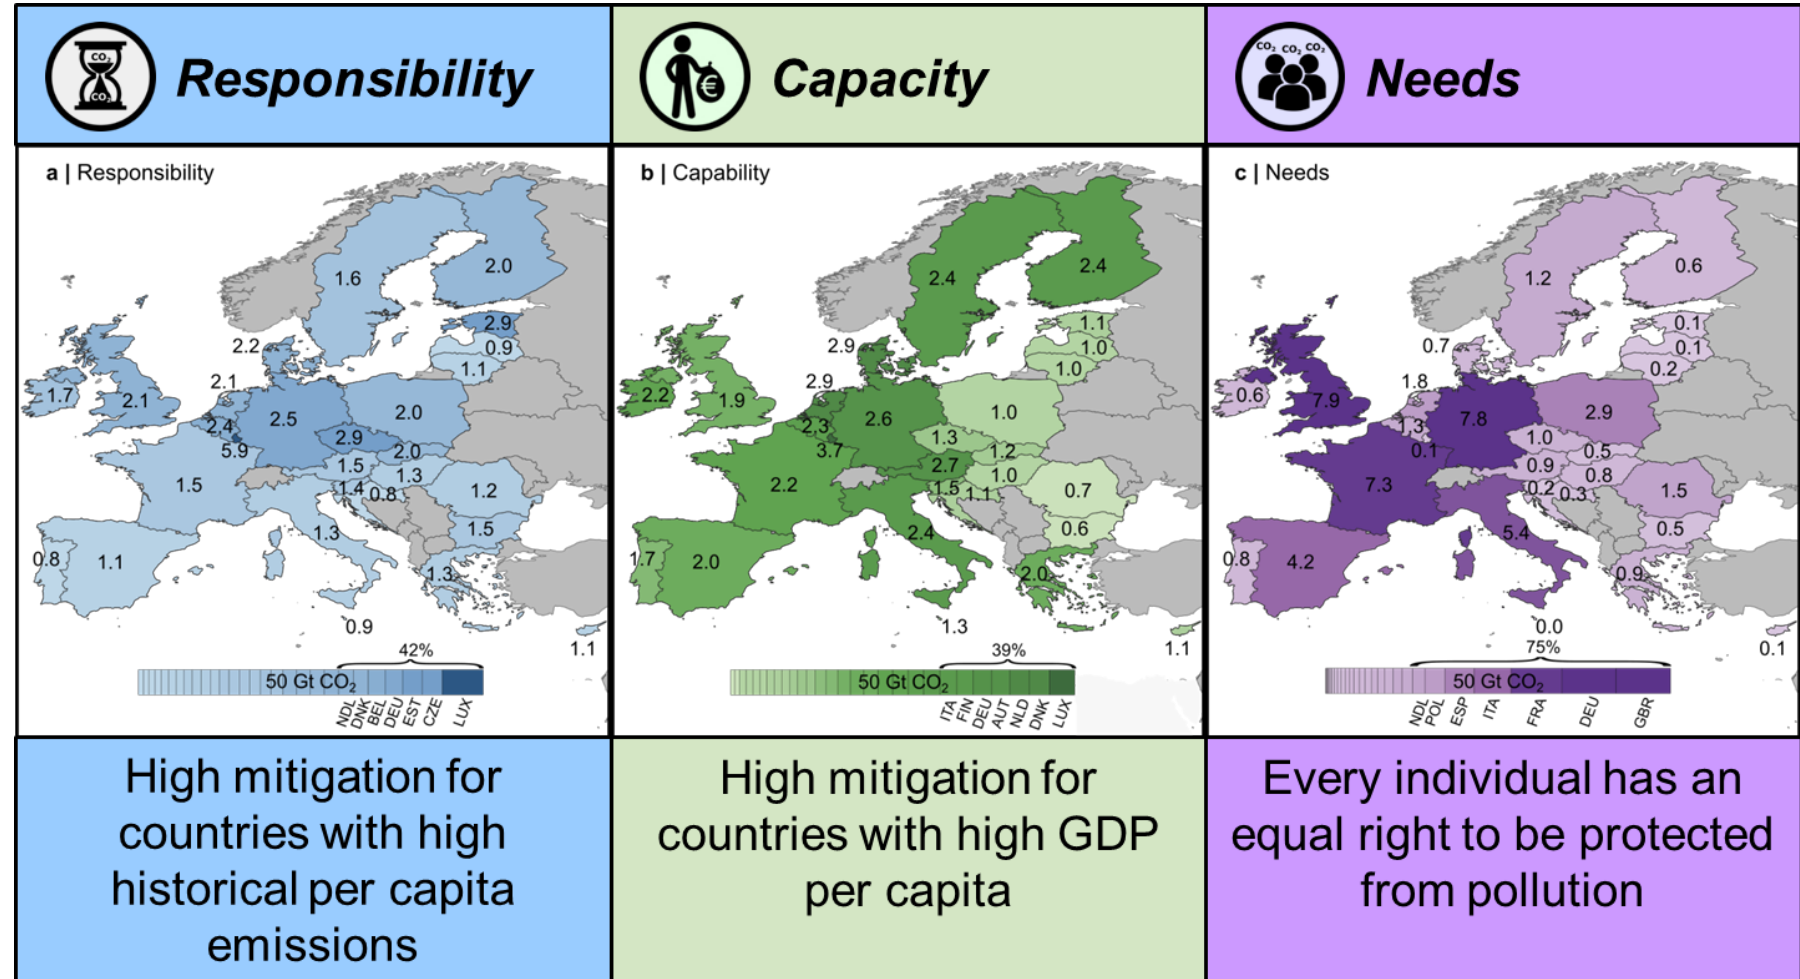 CO₂
CO₂
Responsibility
Capacity
CO₂ CO₂ CO₂
Needs
a | Responsibility
1.6
2.0
2.9
0.9
1.1
2.2
2.1
1.7
2.1
2.4
5.9
2.5
2.0
2.9
2.0
1.5
1.3
1.4
0.8
1.2
1.5
1.5
1.3
0.8
1.1
1.3
0.9
1.1
42%
50 Gt CO₂
NDL
DNK
BEL
DEU
EST
CZE
LUX
b | Capability
2.4
2.4
1.1
1.0
1.0
2.9
2.9
2.2
1.9
2.3
3.7
2.6
1.0
1.3
1.2
2.7
1.0
1.5
1.1
0.7
0.6
2.2
2.4
1.7
2.0
2.0
1.3
1.1
39%
50 Gt CO₂
ITA
FIN
DEU
AUT
NLD
DNK
LUX
c | Needs
1.2
0.6
0.1
0.1
0.2
0.7
1.8
0.6
7.9
1.3
0.1
7.8
2.9
1.0
0.5
0.9
0.8
0.2
0.3
1.5
0.5
7.3
5.4
0.8
4.2
0.9
0.0
0.1
75%
50 Gt CO₂
NDL
POL
ESP
ITA
FRA
DEU
GBR
High mitigation for
countries with high
historical per capita
emissions
High mitigation for
countries with high GDP
per capita
Every individual has an
equal right to be protected
from pollution